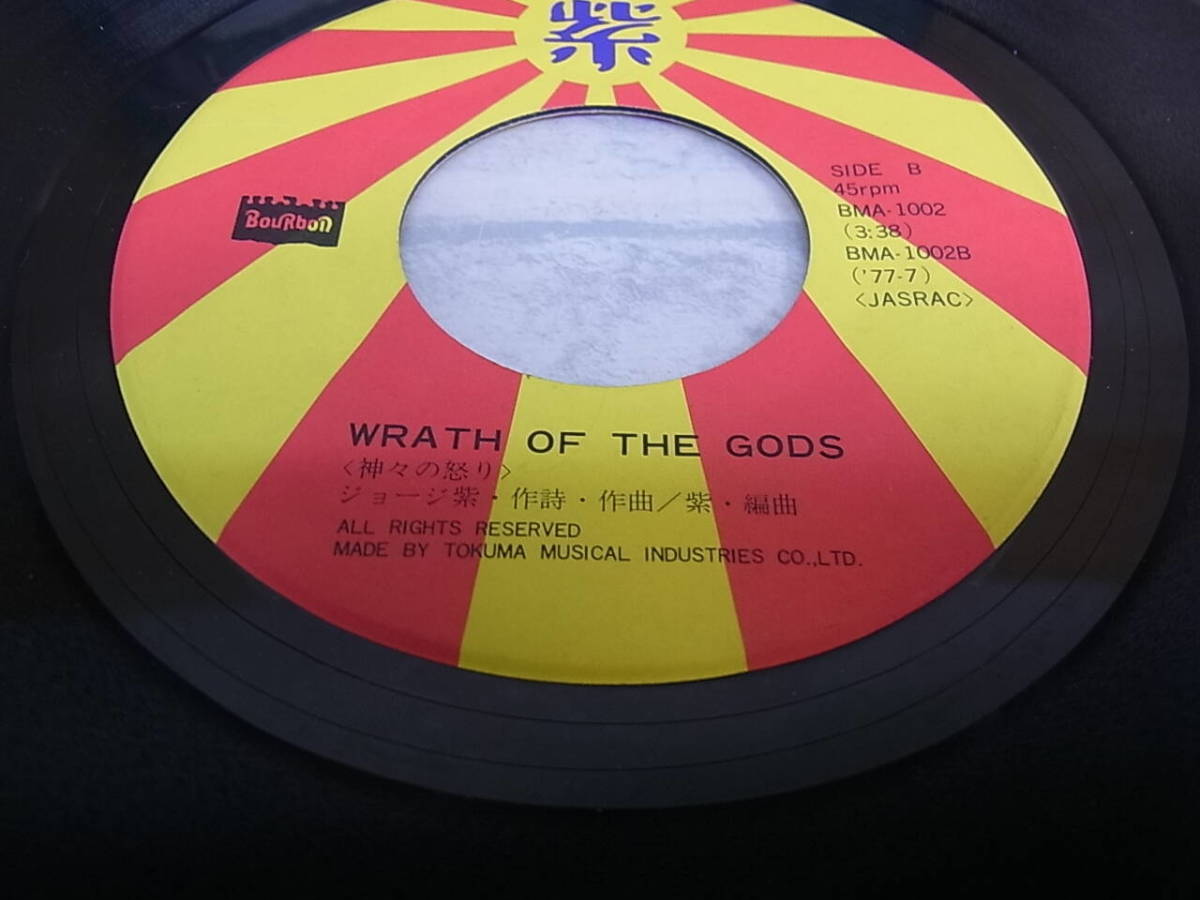 BouRbon
SIDE B
45rpm
BMA-1002
(3:38)
BMA-1002B
('77-7)
<JASRAC>
WRATH OF THE GODS
<神々の怒り>
ジョージ紫・作詩・作曲/紫・編曲
ALL RIGHTS RESERVED
MADE BY TOKUMA MUSICAL INDUSTRIES CO.,LTD.